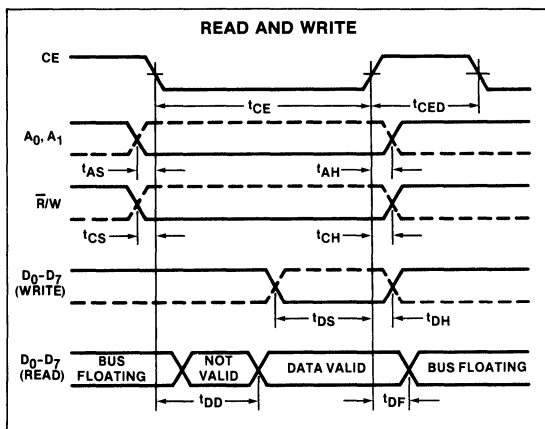 READ AND WRITE
CE
tCE
tCED
A0, A1
tAS
tAH
R̅/W
tCS
tCH
D0-D7
(WRITE)
tDS
tDH
D0-D7
(READ)
BUS
FLOATING
NOT
VALID
DATA VALID
BUS FLOATING
tDD
tDF